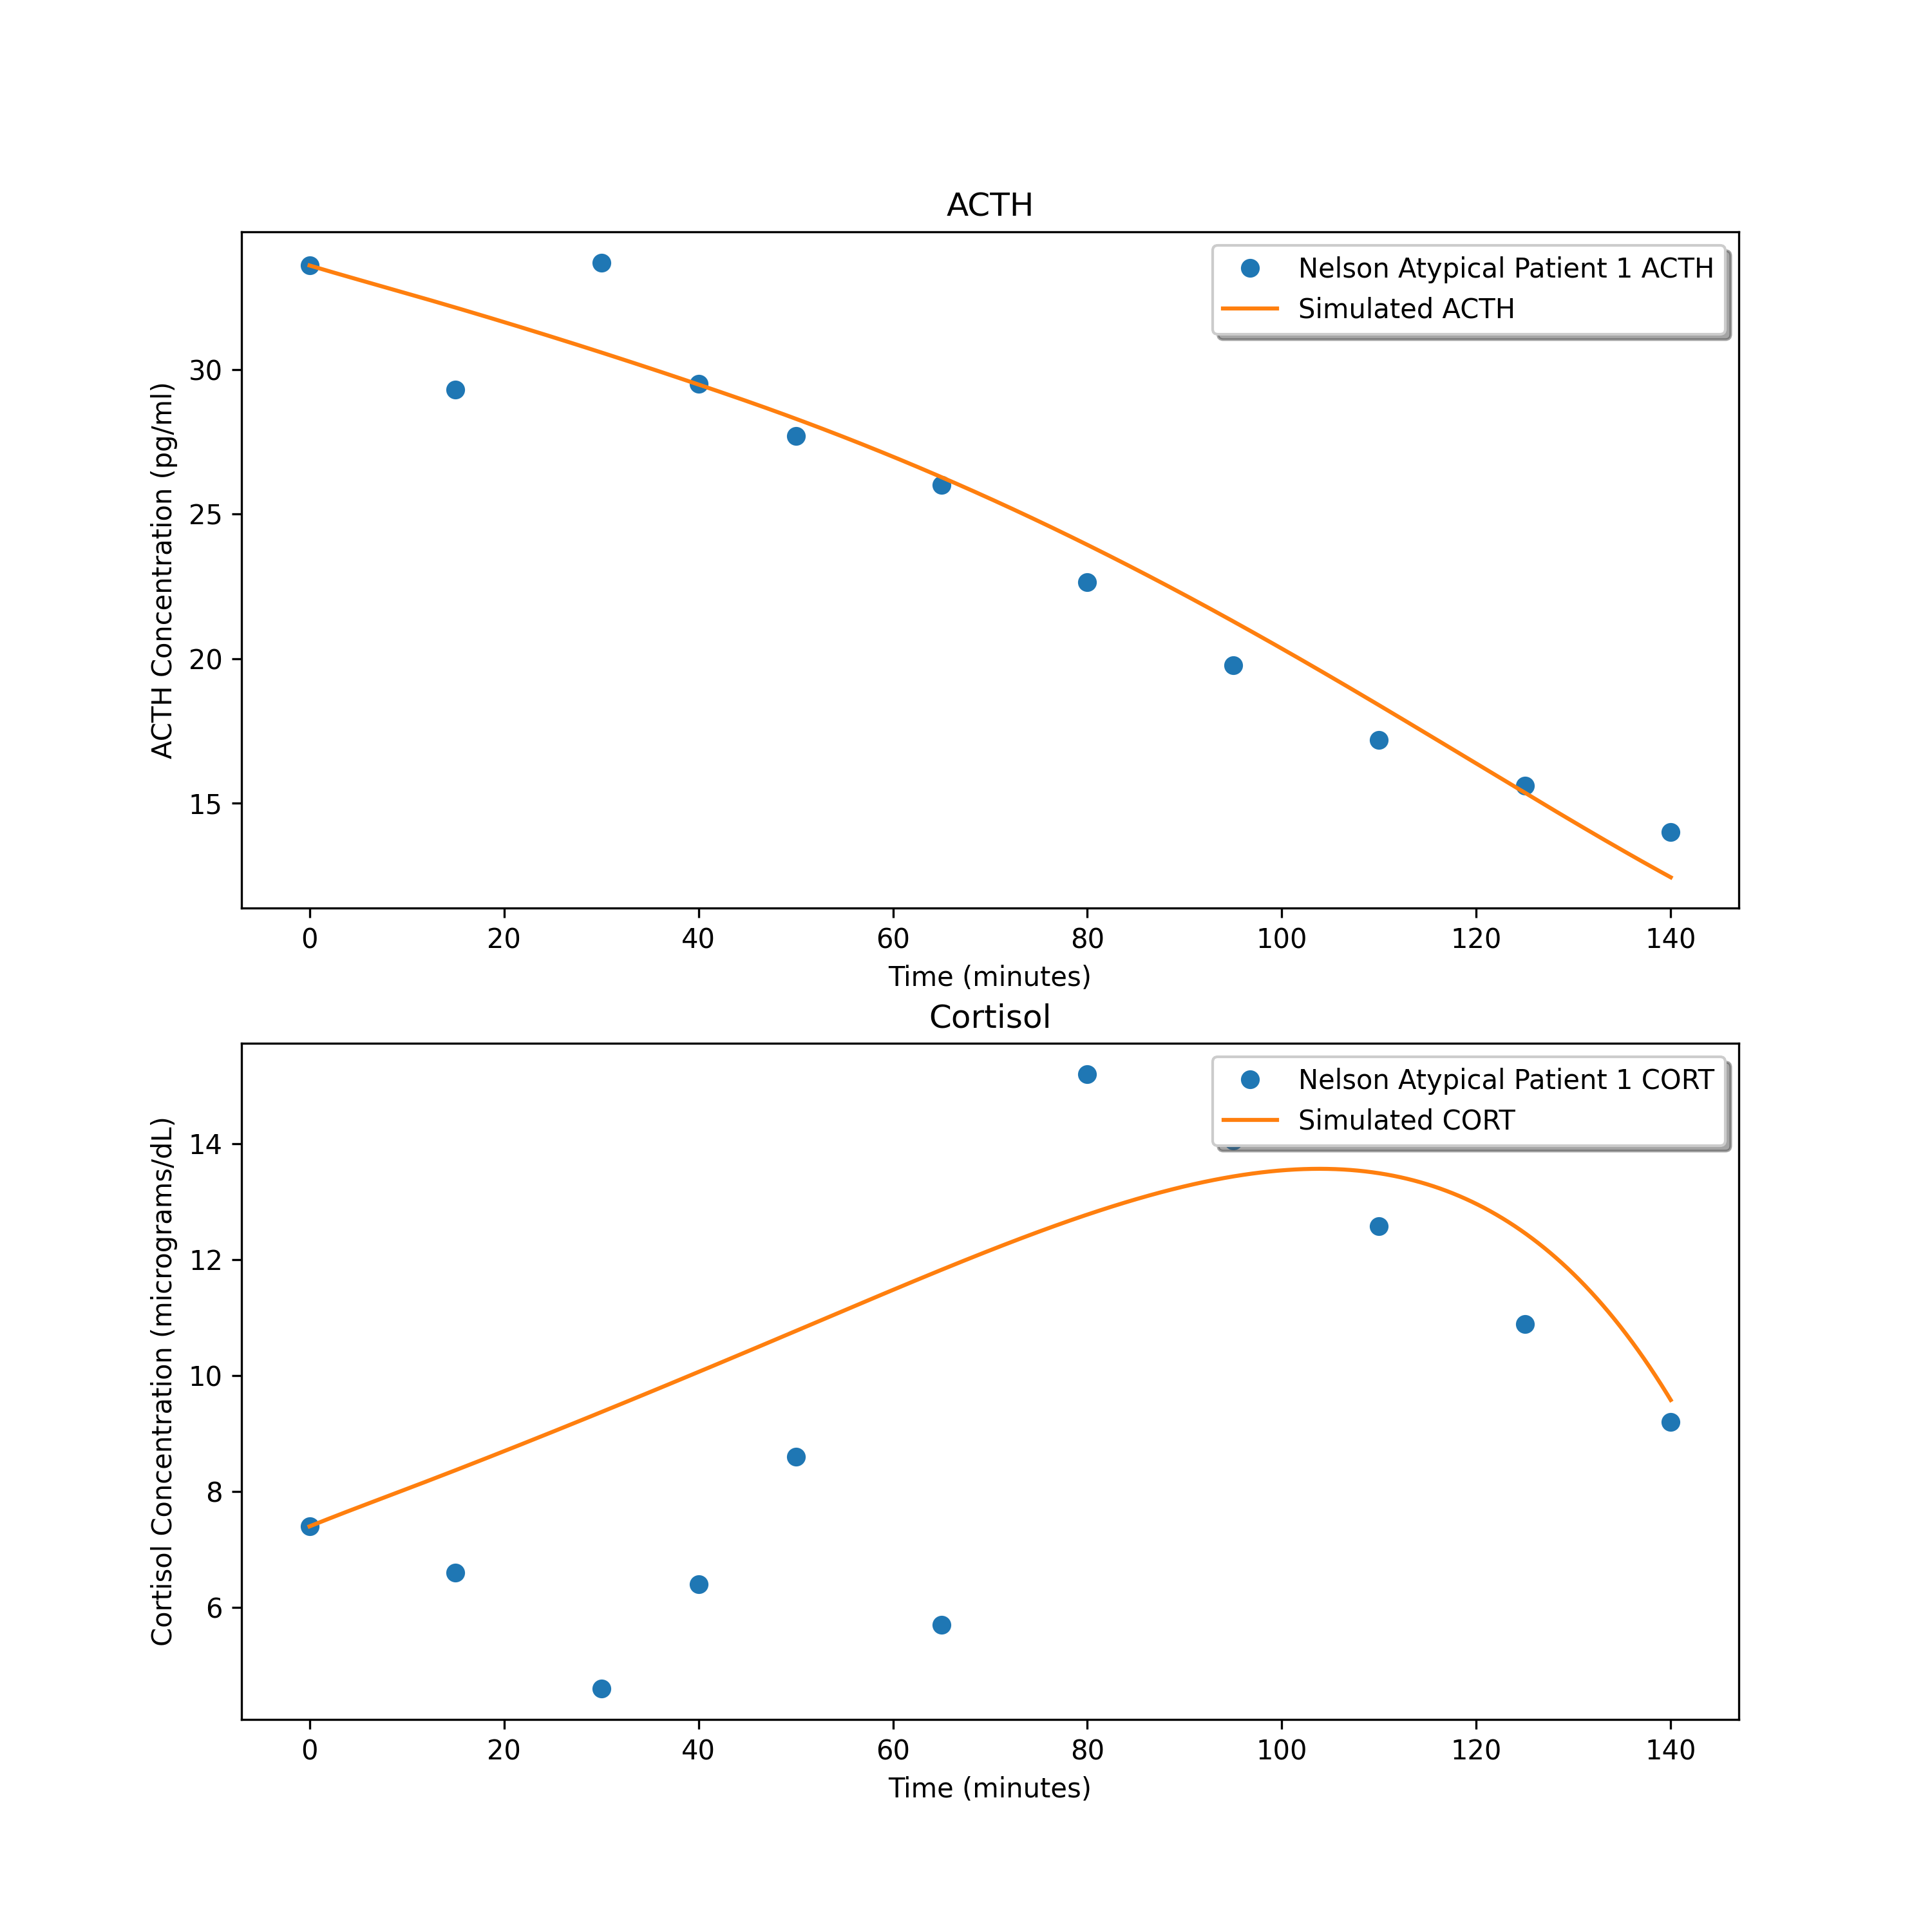 ACTH
Nelson Atypical Patient 1 ACTH
Simulated ACTH
ACTH Concentration (pg/ml)
30
25
20
15
0 20 40 60 80 100 120 140
Time (minutes)
Cortisol
Nelson Atypical Patient 1 CORT
Simulated CORT
Cortisol Concentration (micrograms/dL)
14
12
10
8
6
0 20 40 60 80 100 120 140
Time (minutes)